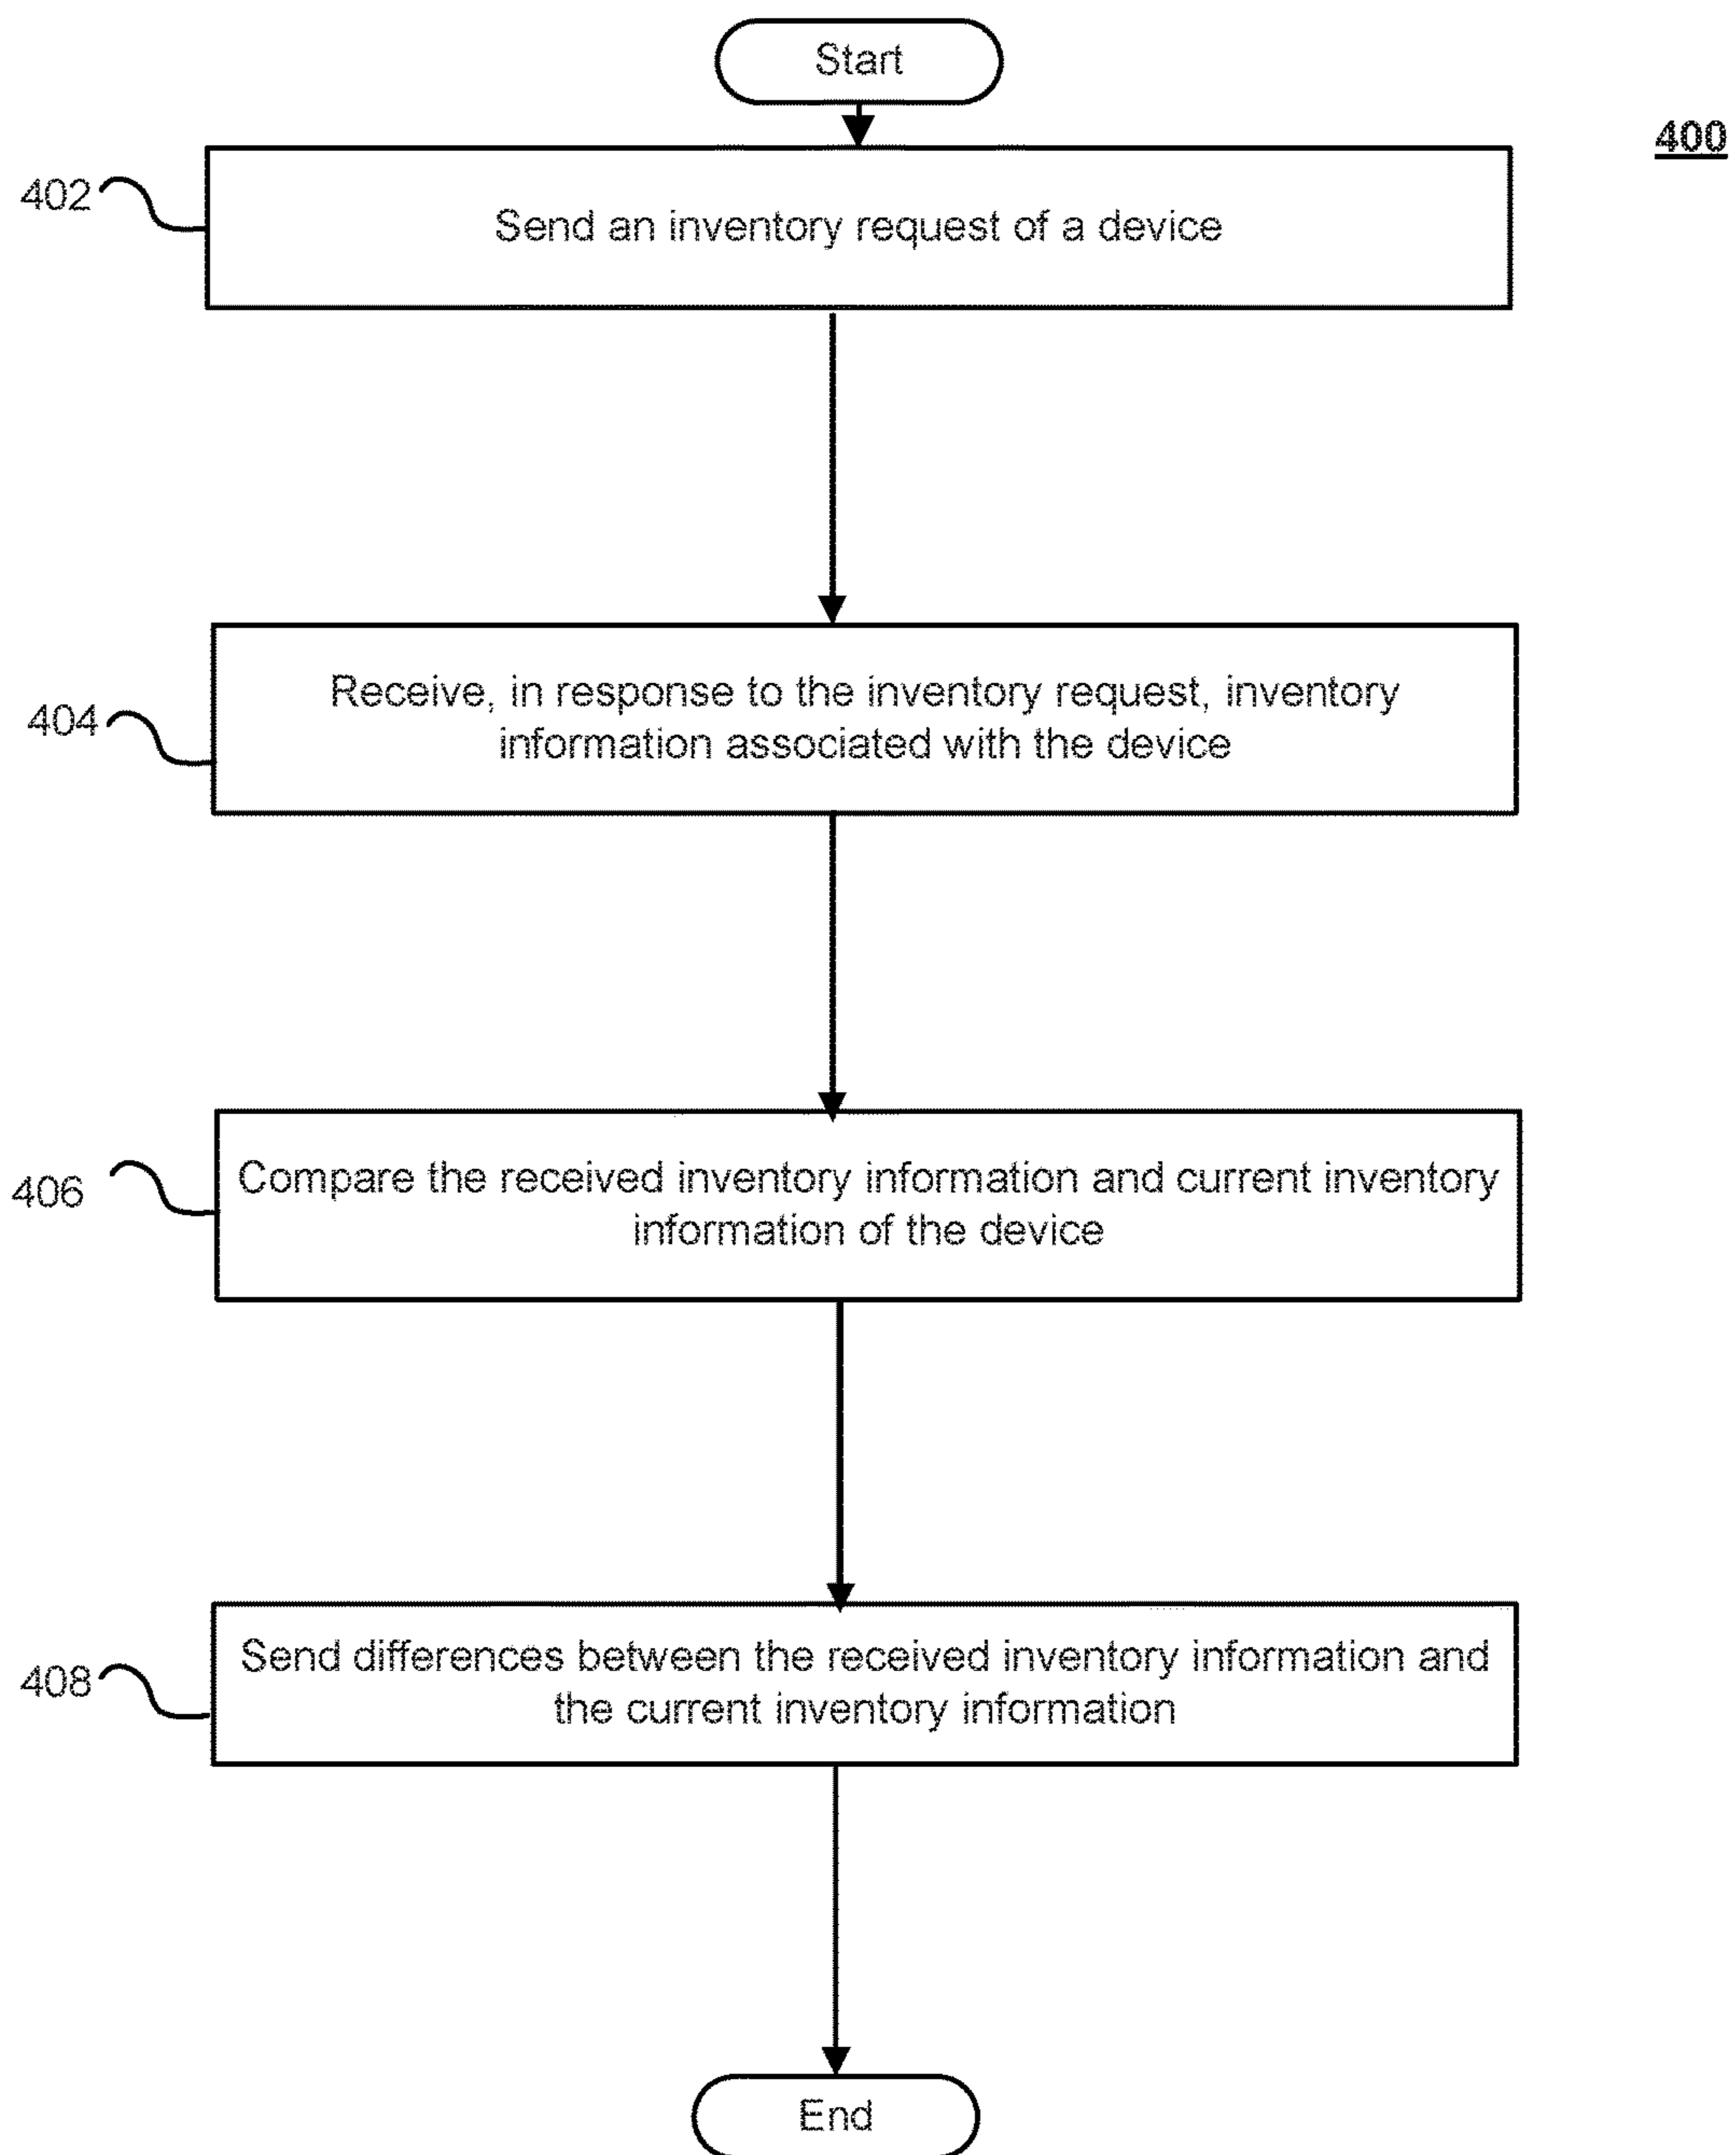 Start
400
402
Send an inventory request of a device
404
Receive, in response to the inventory request, inventory
information associated with the device
406
Compare the received inventory information and current inventory
information of the device
408
Send differences between the received inventory information and
the current inventory information
End